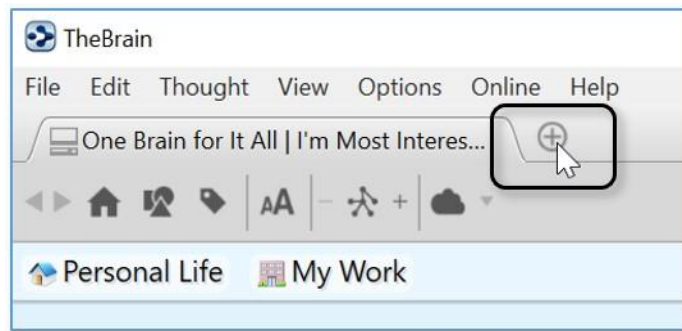 TheBrain
File Edit Thought View Options Online Help
One Brain for It All | I'm Most Interes...
AA
Personal Life My Work